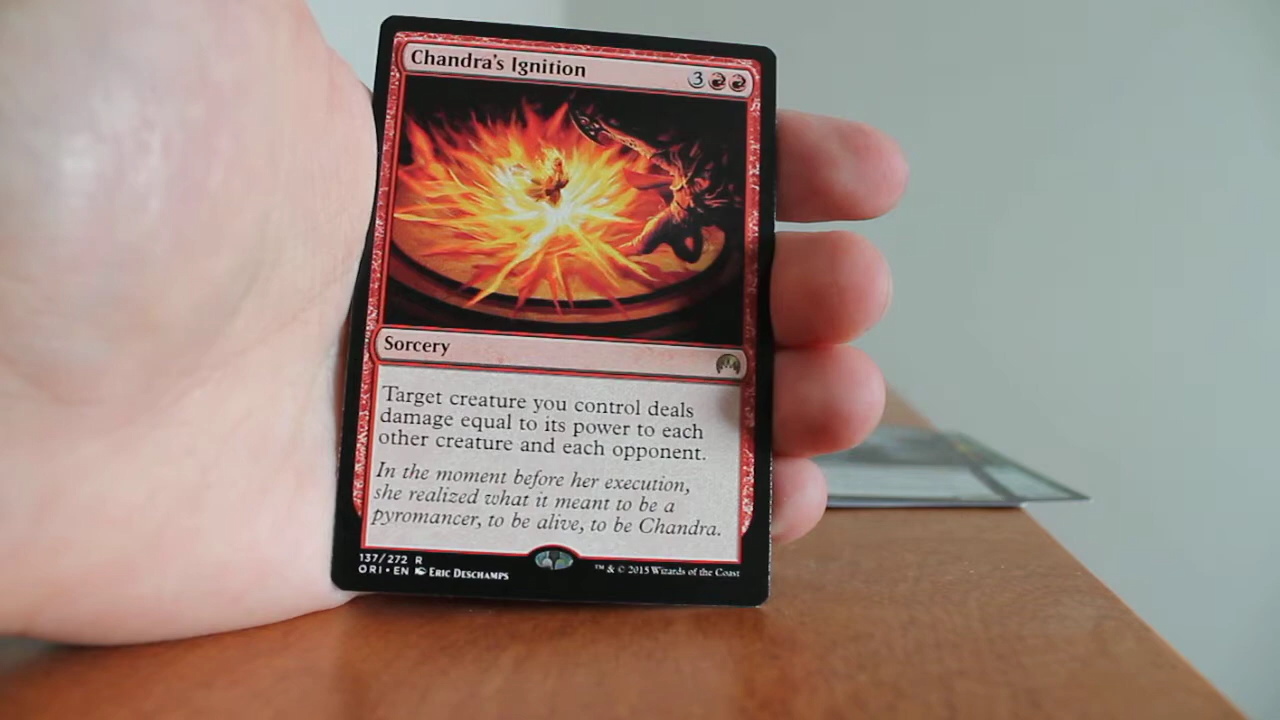 Chandra's Ignition 3
Sorcery
Target creature you control deals
damage equal to its power to each
other creature and each opponent.
In the moment before her execution,
she realized what it meant to be a
pyromancer, to be alive, to be Chandra.
137/272 R
ORI • EN Eric Deschamps
™ & © 2015 Wizards of the Coast